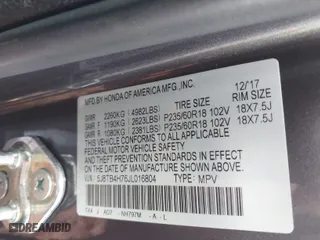 MFD.BY HONDA OF AMERICA MFG.,INC. 12/17
GVWR 2260KG (4982LBS) TIRE SIZE RIM SIZE
GAWR F 1190KG (2623LBS) P235/60R18 102V 18X7.5J
GAWR R 1080KG (2381LBS) P235/60R18 102V 18X7.5J
THIS VEHICLE CONFORMS TO ALL APPLICABLE
FEDERAL MOTOR VEHICLE SAFETY, BUMPER, AND
THEFT PREVENTION STANDARDS IN EFFECT ON THE
DATE OF MANUFACTURE SHOWN ABOVE.
V.I.N.: 5J8TB4H76JL016804 TYPE: MPV
NH797M -A -L
DREAMBID